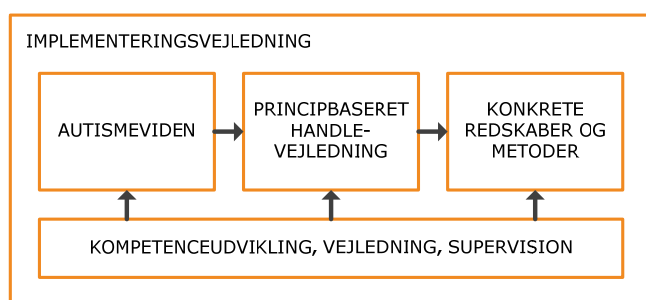 IMPLEMENTERINGSVEJLEDNING
AUTISMEVIDEN
PRINCIPBASERET
HANDLE-
VEJLEDNING
KONKRETE
REDSKABER OG
METODER
KOMPETENCEUDVIKLING, VEJLEDNING, SUPERVISION